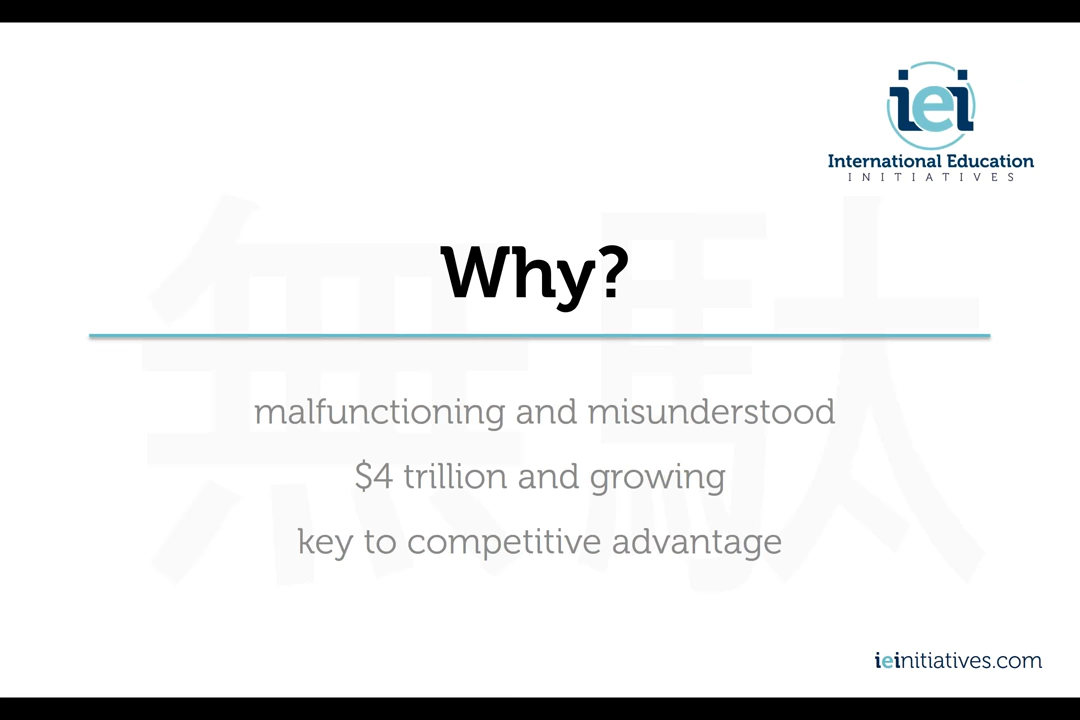 iei
International Education
INITIATIVES
無駄
Why?
malfunctioning and misunderstood
$4 trillion and growing
key to competitive advantage
ieinitiatives.com